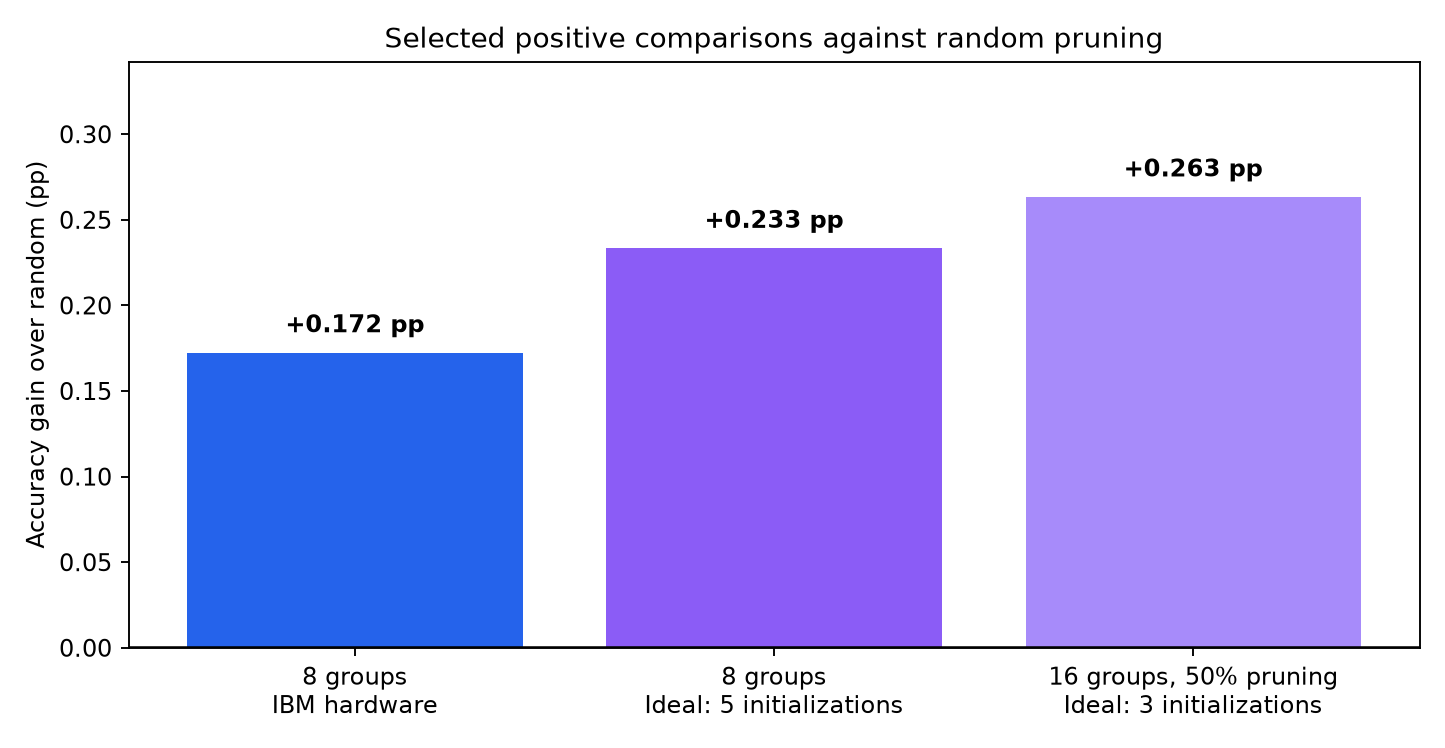 Selected positive comparisons against random pruning
Accuracy gain over random (pp)
0.30
0.25
0.20
0.15
0.10
0.05
0.00
+0.172 pp
+0.233 pp
+0.263 pp
8 groups
IBM hardware
8 groups
Ideal: 5 initializations
16 groups, 50% pruning
Ideal: 3 initializations